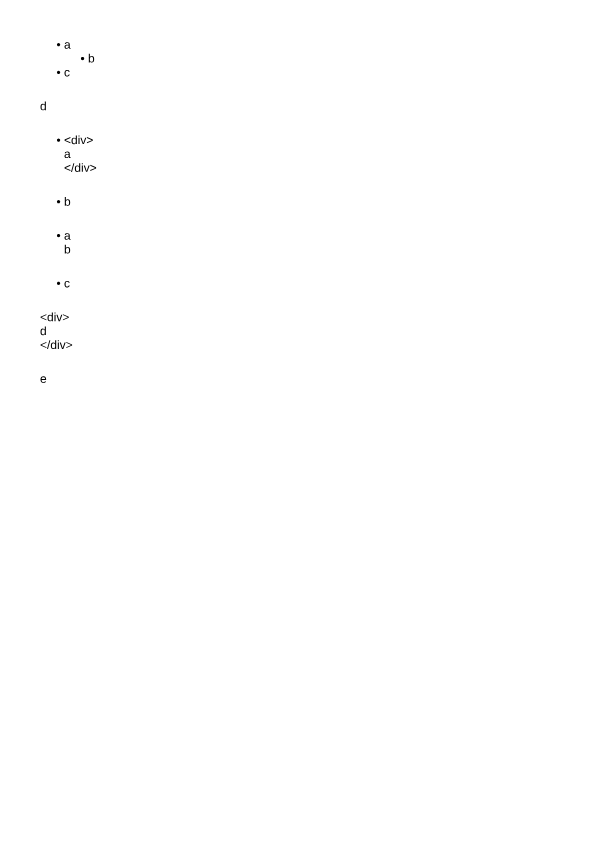 • a
• b
• c
d
• <div>
a
</div>
• b
• a
b
• c
<div>
d
</div>
e